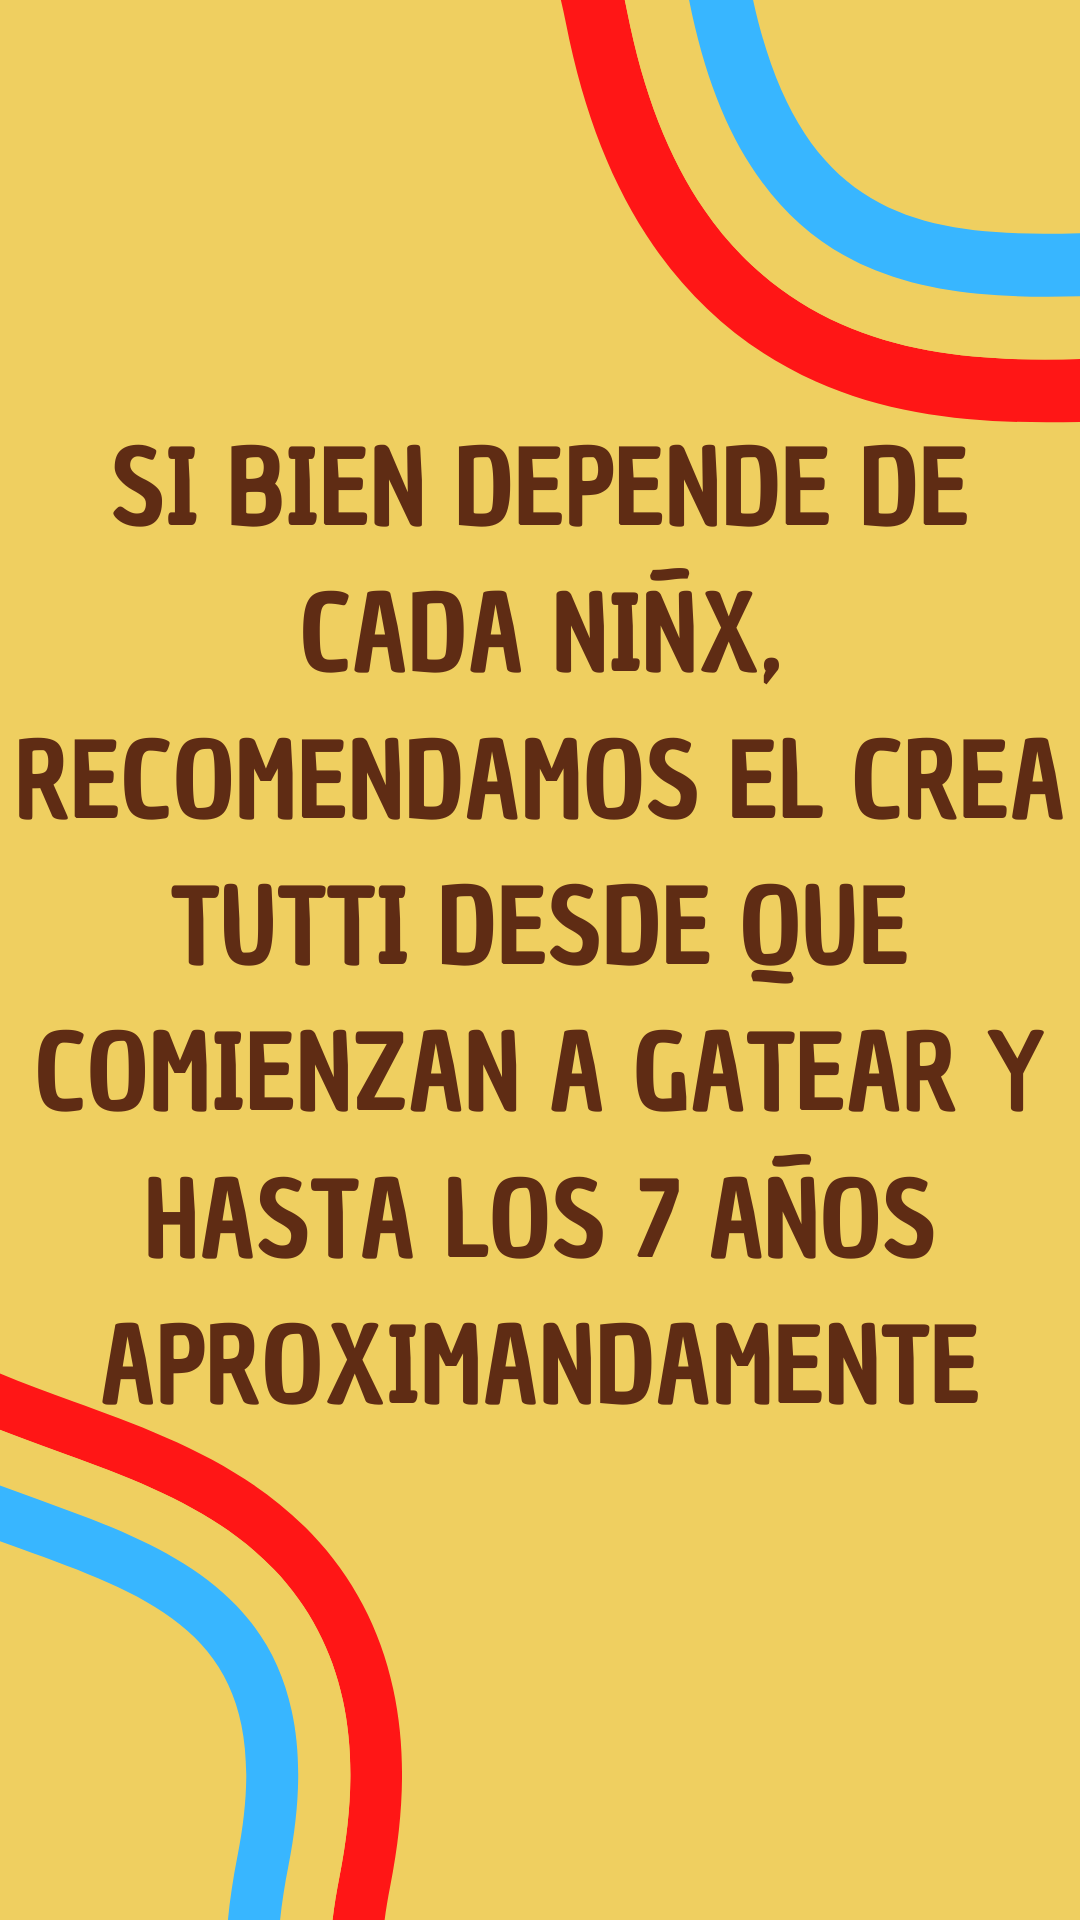 SI BIEN DEPENDE DE
CADA NIÑX,
RECOMENDAMOS EL CREA
TUTTI DESDE QUE
COMIENZAN A GATEAR Y
HASTA LOS 7 AÑOS
APROXIMANDAMENTE